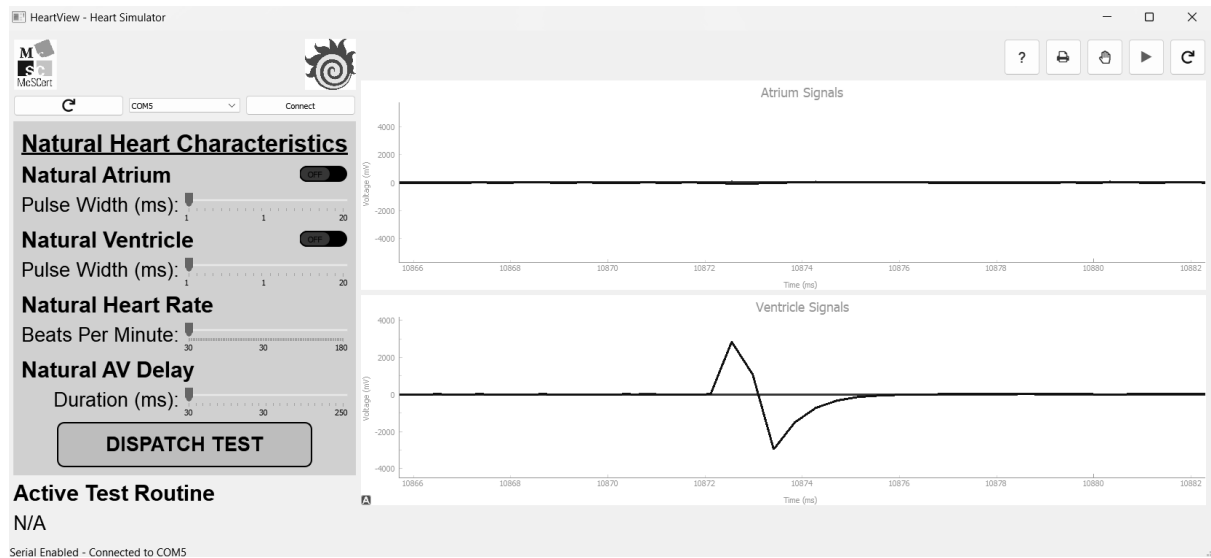 HeartView - Heart Simulator
McSCert
COM5
Connect
?
Natural Heart Characteristics
Natural Atrium
OFF
Pulse Width (ms):
1 1 20
Natural Ventricle
OFF
Pulse Width (ms):
1 1 20
Natural Heart Rate
Beats Per Minute:
30 30 180
Natural AV Delay
Duration (ms):
30 30 250
DISPATCH TEST
Active Test Routine
N/A
Serial Enabled - Connected to COM5
Atrium Signals
Voltage (mV)
4000
2000
0
-2000
-4000
10866 10868 10870 10872 10874 10876 10878 10880 10882
Time (ms)
Ventricle Signals
Voltage (mV)
4000
2000
0
-2000
-4000
10866 10868 10870 10872 10874 10876 10878 10880 10882
Time (ms)
A